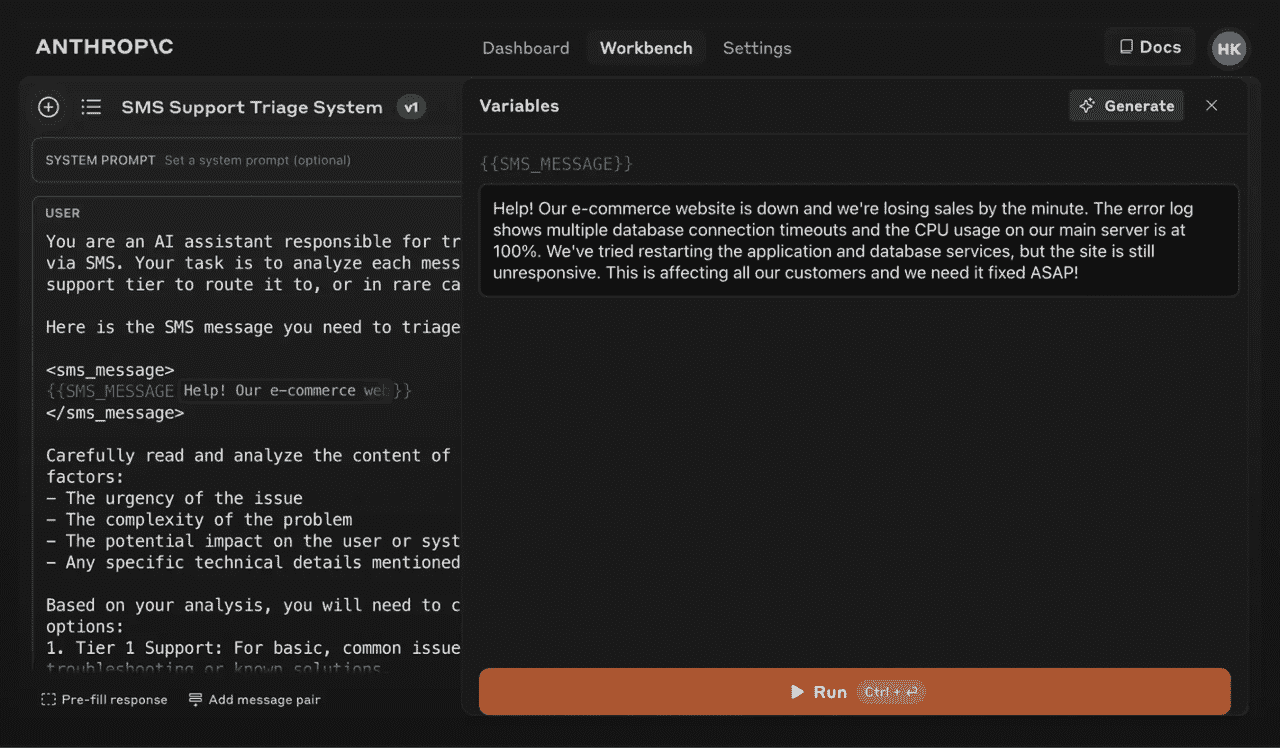 ANTHROP\C
Dashboard
Workbench
Settings
Docs
HK
SMS Support Triage System
v1
SYSTEM PROMPT Set a system prompt (optional)
USER
You are an AI assistant responsible for tr
via SMS. Your task is to analyze each mess
support tier to route it to, or in rare ca
Here is the SMS message you need to triage
<sms_message>
{{SMS_MESSAGE Help! Our e-commerce web}}
</sms_message>
Carefully read and analyze the content of
factors:
– The urgency of the issue
– The complexity of the problem
– The potential impact on the user or syst
– Any specific technical details mentioned
Based on your analysis, you will need to c
options:
1. Tier 1 Support: For basic, common issue
troubleshooting or known solutions.
Pre-fill response
Add message pair
Variables
Generate
{{SMS_MESSAGE}}
Help! Our e-commerce website is down and we're losing sales by the minute. The error log
shows multiple database connection timeouts and the CPU usage on our main server is at
100%. We've tried restarting the application and database services, but the site is still
unresponsive. This is affecting all our customers and we need it fixed ASAP!
Run Ctrl + ⏎